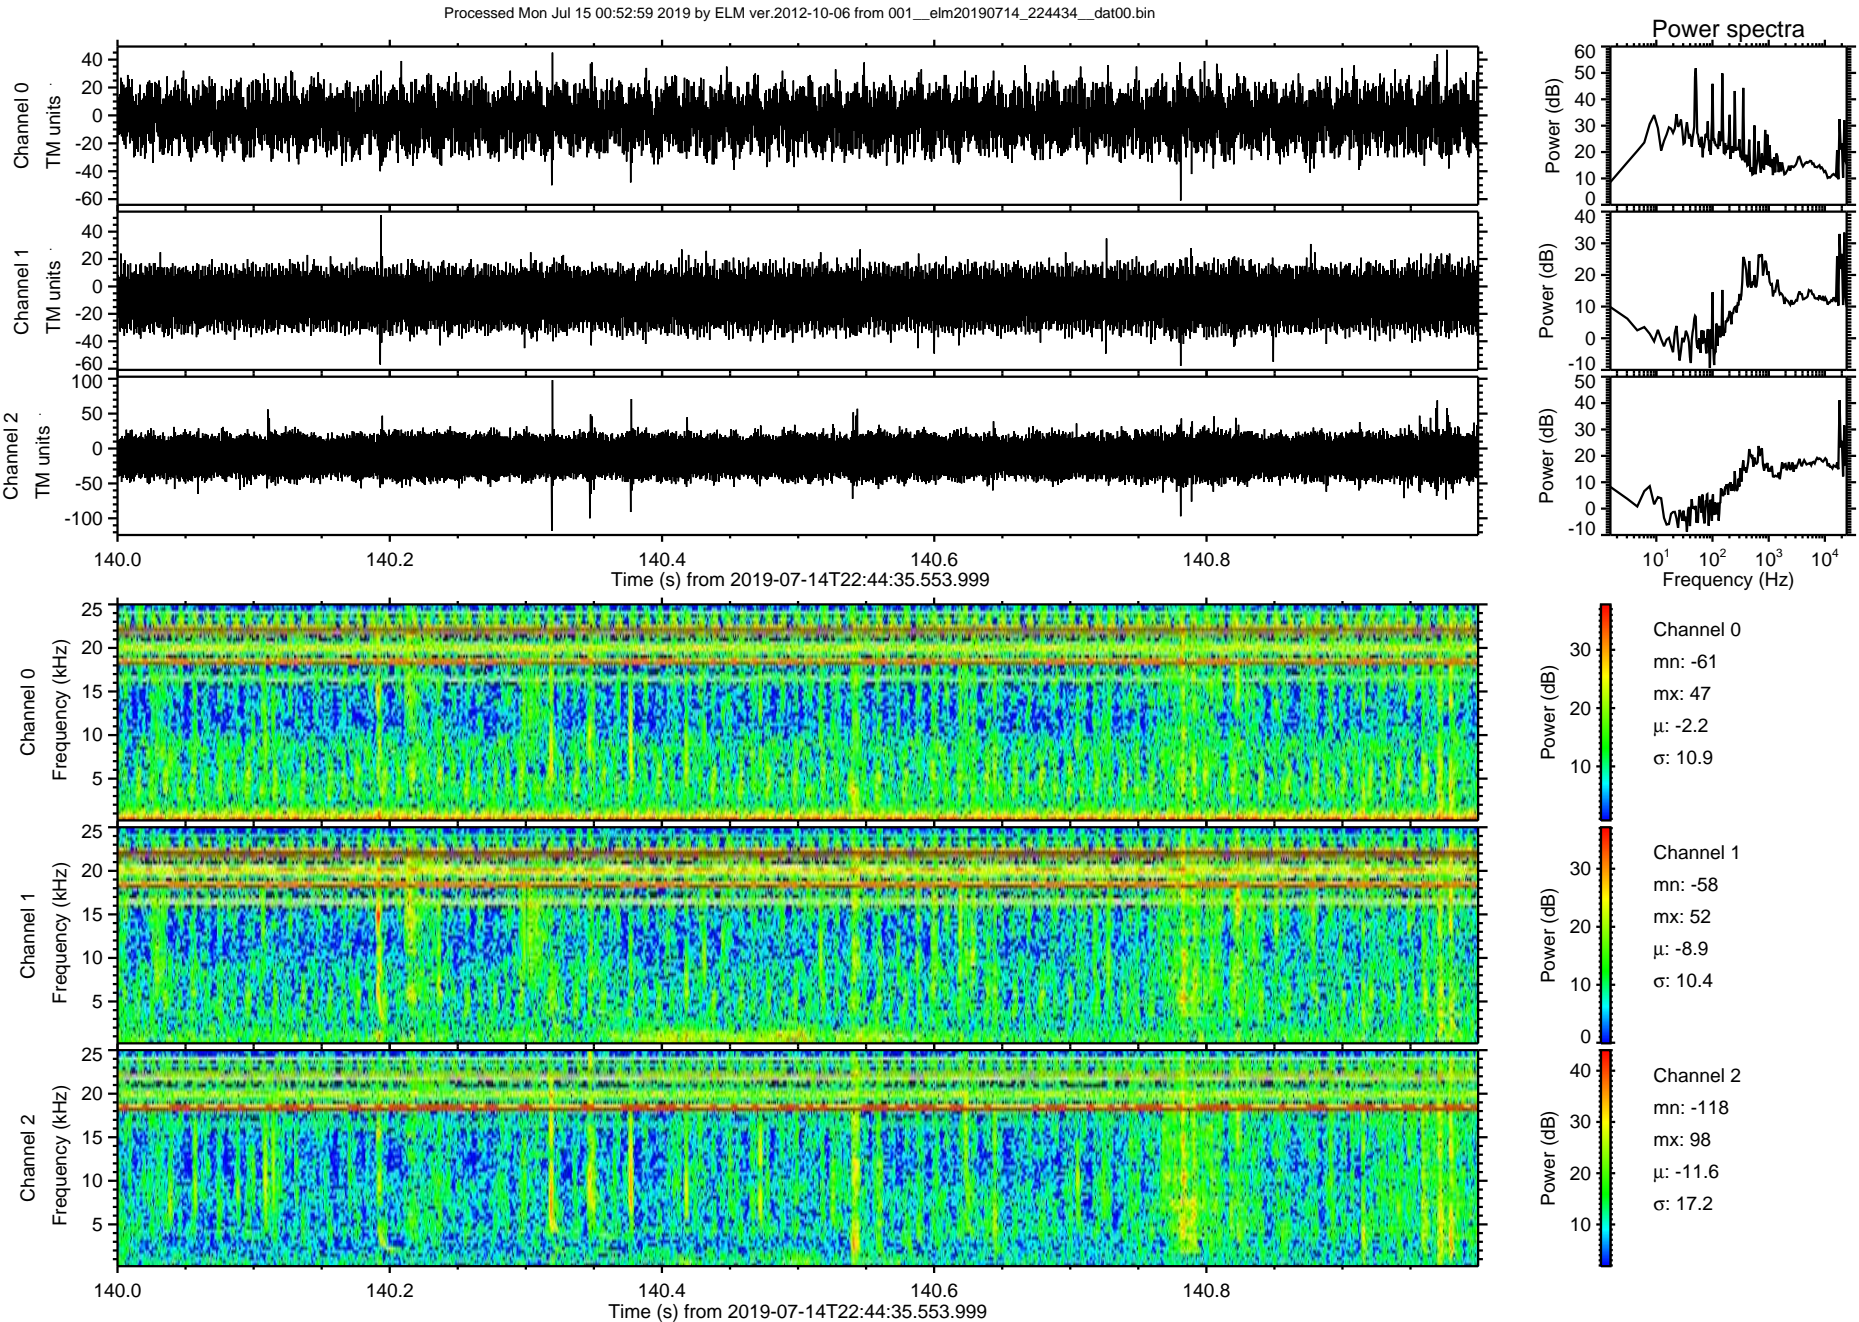 Processed Mon Jul 15 00:52:59 2019 by ELM ver.2012-10-06 from 001__elm20190714_224434__dat00.bin
Power spectra
Channel 0
TM units
40
20
0
-20
-40
-60
Power (dB)
60
50
40
30
20
10
0
Channel 1
TM units
40
20
0
-20
-40
-60
Power (dB)
40
30
20
10
0
-10
Channel 2
TM units
100
50
0
-50
-100
Power (dB)
50
40
30
20
10
0
-10
140.0 140.2 140.4 140.6 140.8
Time (s) from 2019-07-14T22:44:35.553.999
10^1 10^2 10^3 10^4
Frequency (Hz)
Channel 0
Frequency (kHz)
25
20
15
10
5
Power (dB)
30
20
10
Channel 0
mn: -61
mx: 47
μ: -2.2
σ: 10.9
Channel 1
Frequency (kHz)
25
20
15
10
5
Power (dB)
30
20
10
0
Channel 1
mn: -58
mx: 52
μ: -8.9
σ: 10.4
Channel 2
Frequency (kHz)
25
20
15
10
5
Power (dB)
40
30
20
10
Channel 2
mn: -118
mx: 98
μ: -11.6
σ: 17.2
140.0 140.2 140.4 140.6 140.8
Time (s) from 2019-07-14T22:44:35.553.999